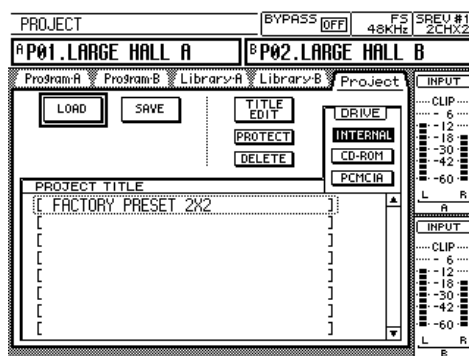 PROJECT
BYPASS OFF
FS 48KHz
SREV #1 2CHX2
A P01.LARGE HALL A
B P02.LARGE HALL B
Program-A Program-B Library-A Library-B Project
LOAD
SAVE
TITLE EDIT
PROTECT
DELETE
DRIVE
INTERNAL
CD-ROM
PCMCIA
PROJECT TITLE
[ FACTORY PRESET 2X2 ]
[ ]
[ ]
[ ]
[ ]
[ ]
[ ]
[ ]
INPUT
CLIP
6
12
18
30
42
60
L R
A
INPUT
CLIP
6
12
18
30
42
60
L R
B